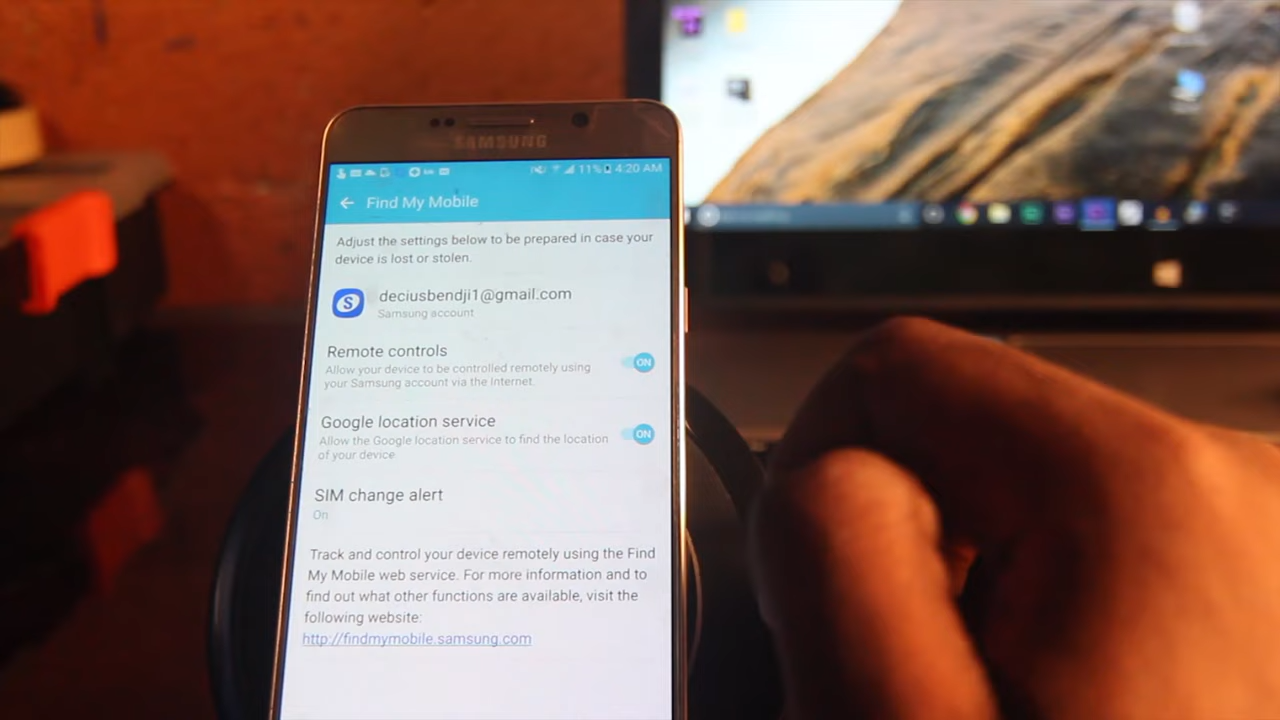 SAMSUNG
11% 4:20 AM
Find My Mobile
Adjust the settings below to be prepared in case your
device is lost or stolen.
S
deciusbendji1@gmail.com
Samsung account
Remote controls
Allow your device to be controlled remotely using
your Samsung account via the Internet.
ON
Google location service
Allow the Google location service to find the location
of your device.
ON
SIM change alert
On
Track and control your device remotely using the Find
My Mobile web service. For more information and to
find out what other functions are available, visit the
following website:
http://findmymobile.samsung.com